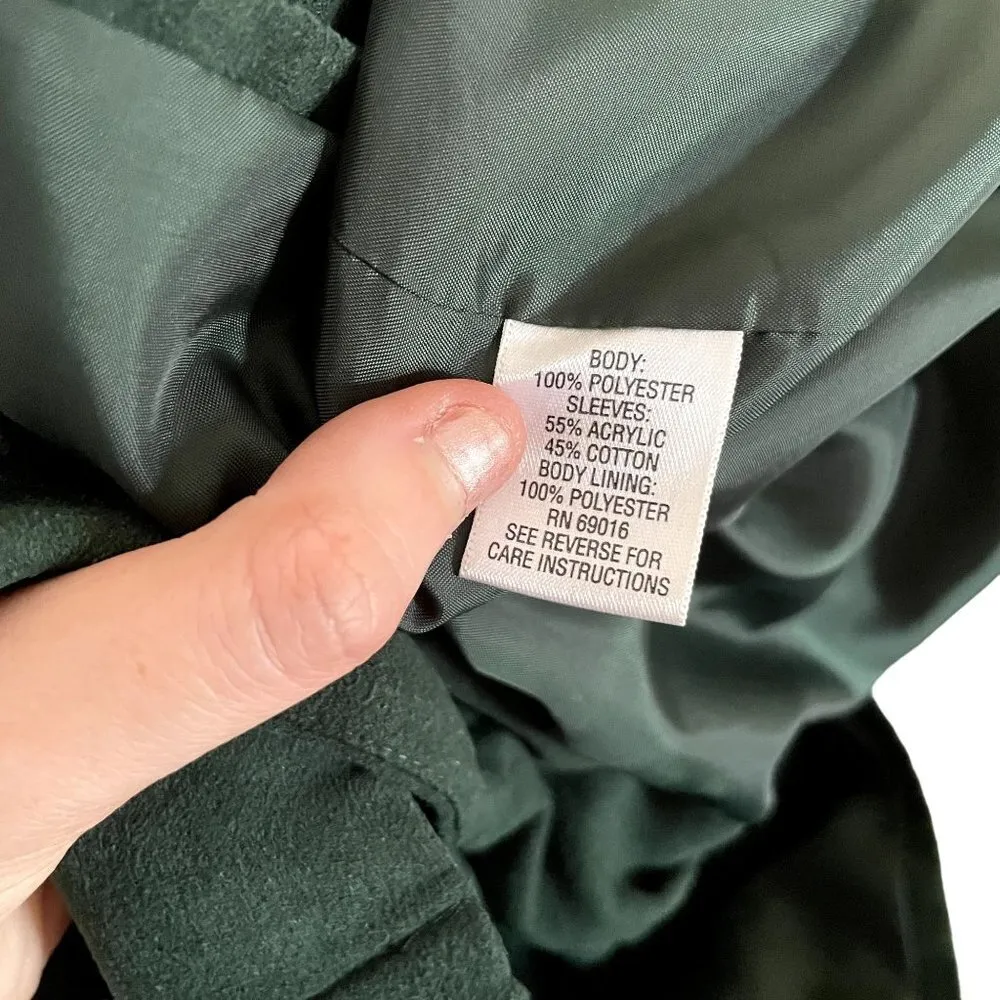 BODY:
100% POLYESTER
SLEEVES:
55% ACRYLIC
45% COTTON
BODY LINING:
100% POLYESTER
RN 69016
SEE REVERSE FOR
CARE INSTRUCTIONS